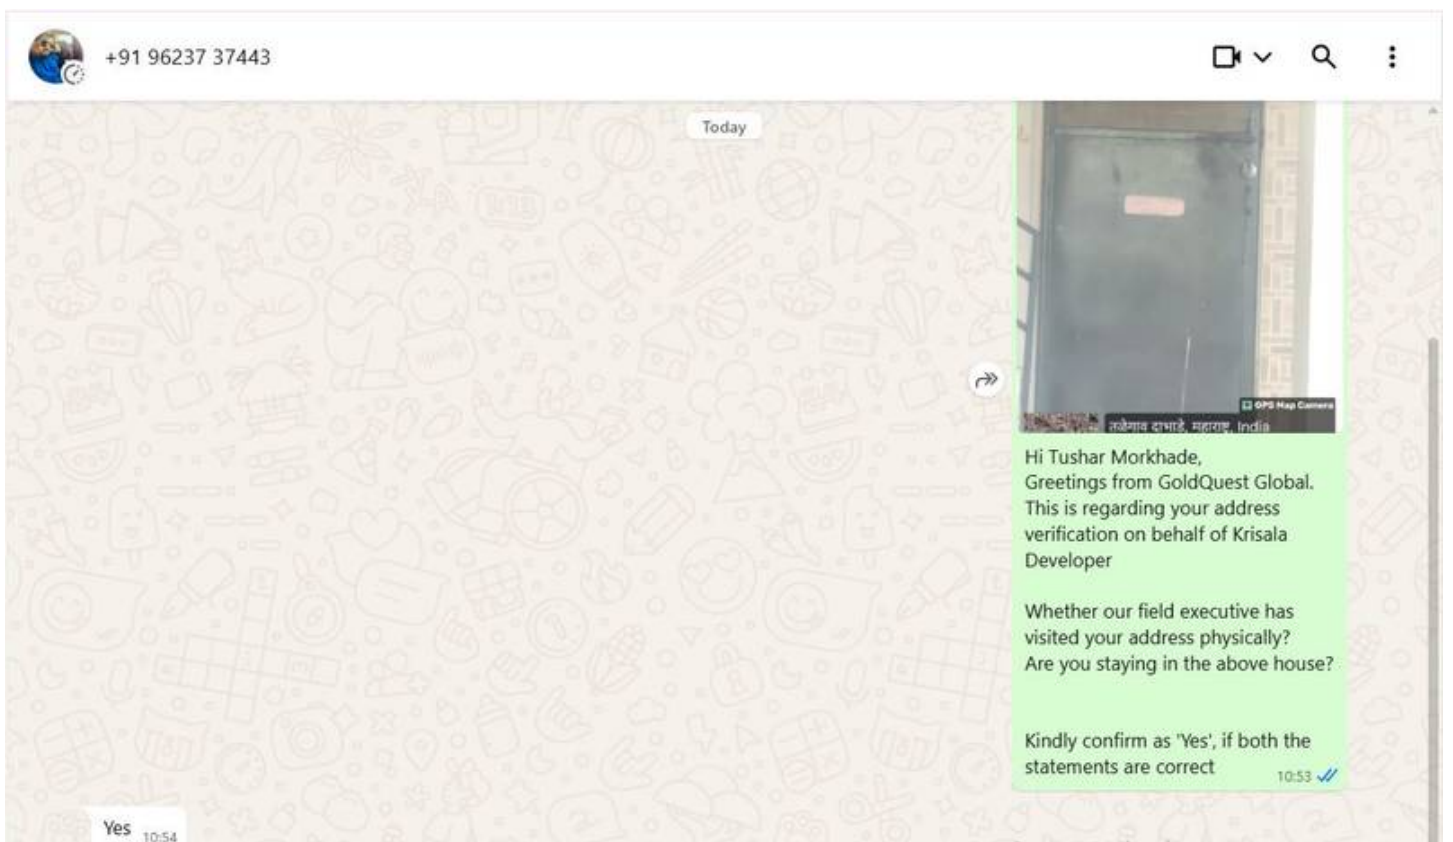 +91 96237 37443
Today
GPS Map Camera
तळेगाव दाभाडे, महाराष्ट्र, India
Hi Tushar Morkhade,
Greetings from GoldQuest Global.
This is regarding your address
verification on behalf of Krisala
Developer
Whether our field executive has
visited your address physically?
Are you staying in the above house?
Kindly confirm as 'Yes', if both the
statements are correct
10:53
Yes
10:54